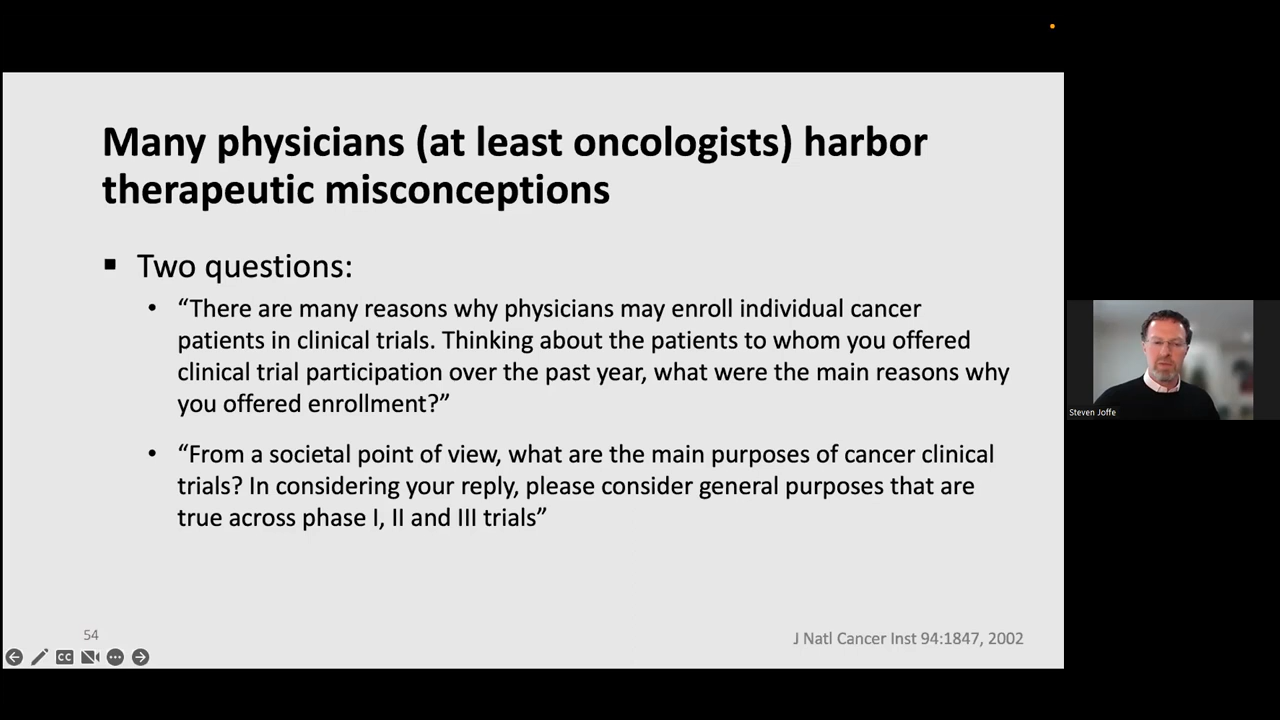 Many physicians (at least oncologists) harbor
therapeutic misconceptions
▪ Two questions:
• “There are many reasons why physicians may enroll individual cancer
patients in clinical trials. Thinking about the patients to whom you offered
clinical trial participation over the past year, what were the main reasons why
you offered enrollment?”
• “From a societal point of view, what are the main purposes of cancer clinical
trials? In considering your reply, please consider general purposes that are
true across phase I, II and III trials”
Steven Joffe
54
J Natl Cancer Inst 94:1847, 2002
CC